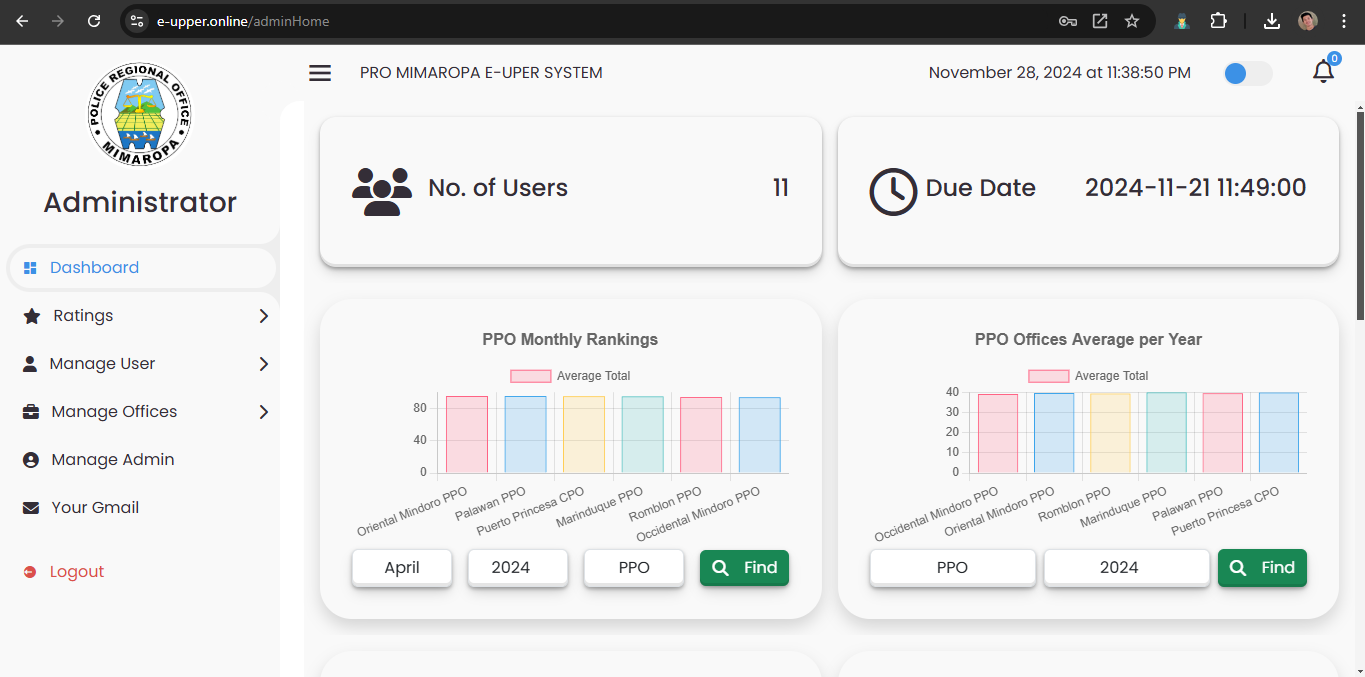 e-upper.online/adminHome
POLICE REGIONAL OFFICE
MIMAROPA
Administrator
Dashboard
Ratings
Manage User
Manage Offices
Manage Admin
Your Gmail
Logout
PRO MIMAROPA E-UPER SYSTEM
November 28, 2024 at 11:38:50 PM
0
No. of Users
11
Due Date
2024-11-21 11:49:00
PPO Monthly Rankings
Average Total
80
40
0
Oriental Mindoro PPO
Palawan PPO
Puerto Princesa CPO
Marinduque PPO
Romblon PPO
Occidental Mindoro PPO
April
2024
PPO
Find
PPO Offices Average per Year
Average Total
40
30
20
10
0
Occidental Mindoro PPO
Oriental Mindoro PPO
Romblon PPO
Marinduque PPO
Palawan PPO
Puerto Princesa CPO
PPO
2024
Find